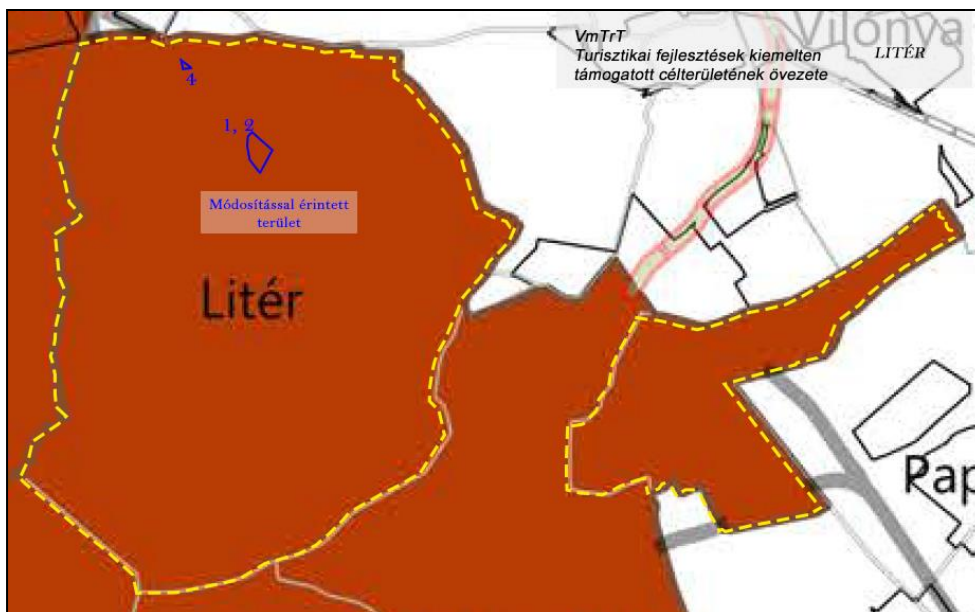 VmTrT
Turisztikai fejlesztések kiemelten
támogatott célterületének övezete
LITÉR
Vilonya
4
1, 2
Módosítással érintett
terület
Litér
Pap